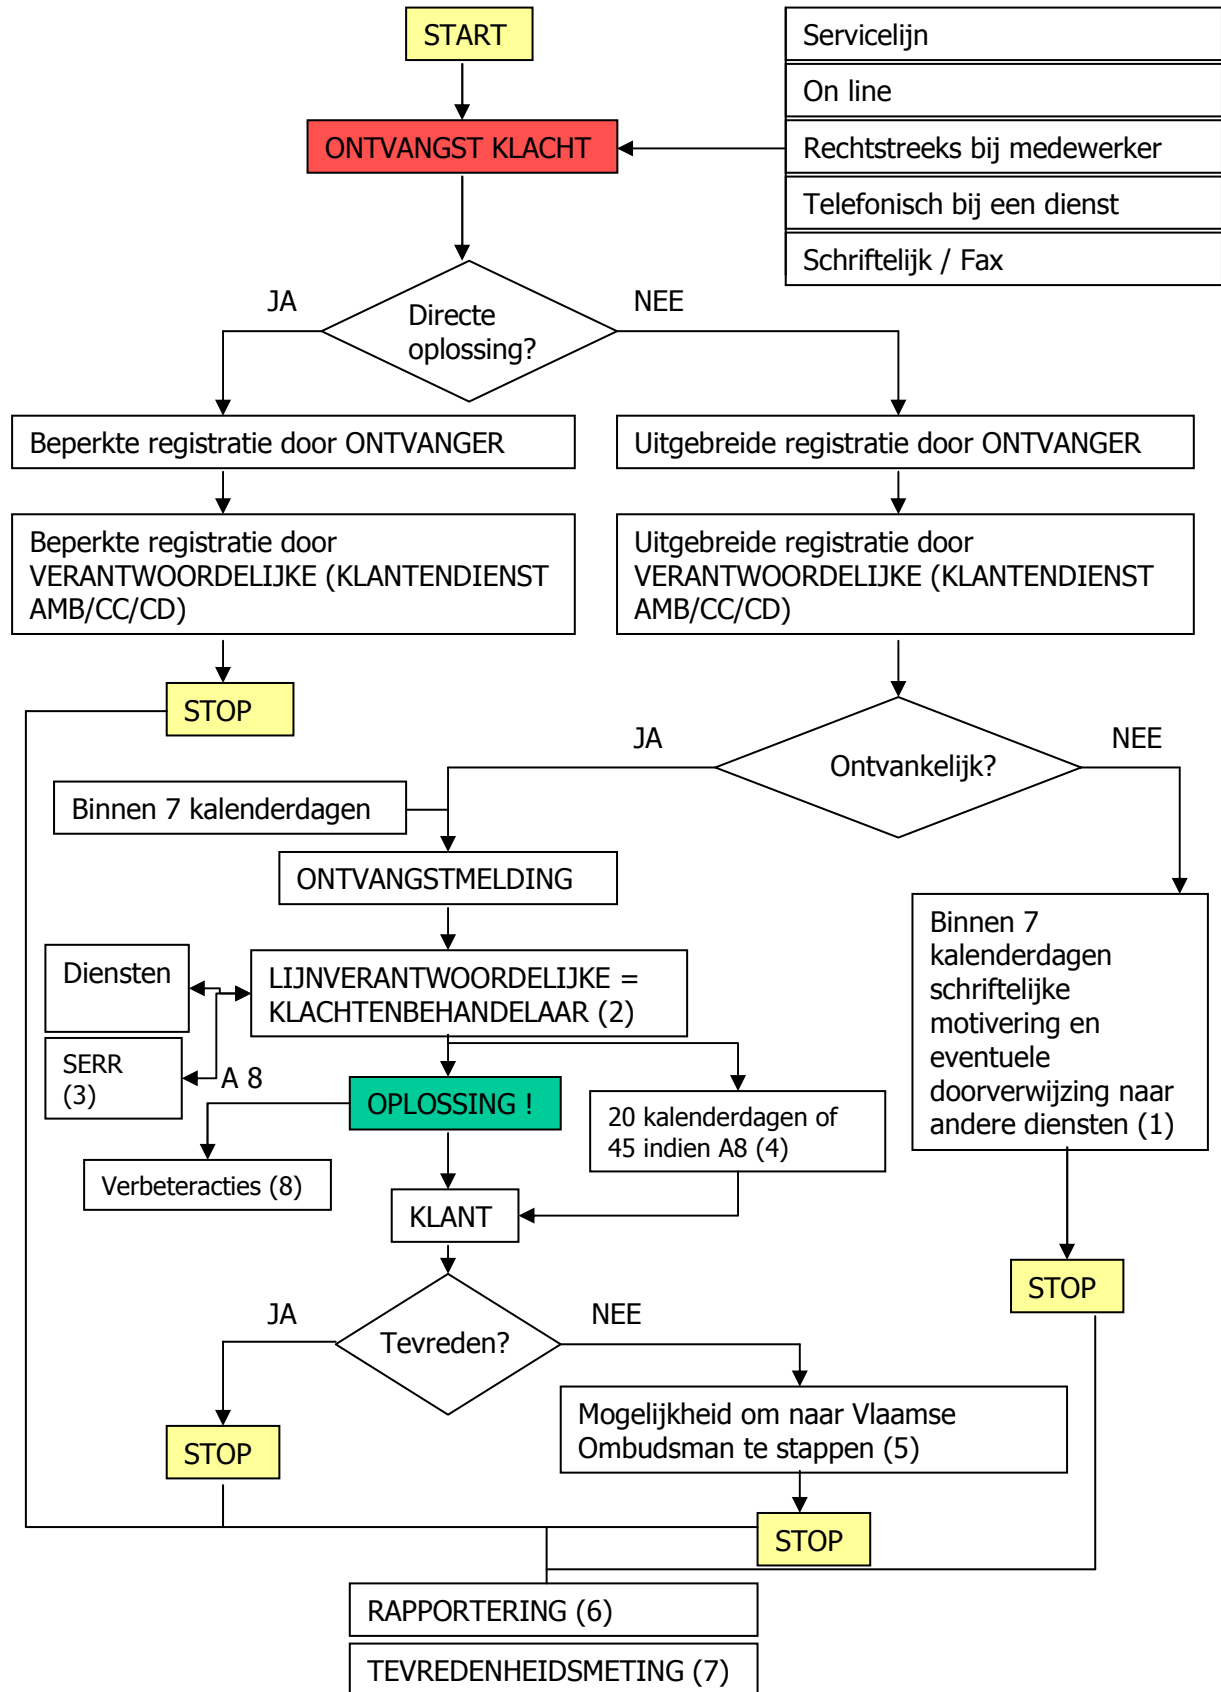 START
Servicelijn
On line
Rechtstreeks bij medewerker
Telefonisch bij een dienst
Schriftelijk / Fax
ONTVANGST KLACHT
JA
NEE
Directe
oplossing?
Beperkte registratie door ONTVANGER
Uitgebreide registratie door ONTVANGER
Beperkte registratie door
VERANTWOORDELIJKE (KLANTENDIENST
AMB/CC/CD)
Uitgebreide registratie door
VERANTWOORDELIJKE (KLANTENDIENST
AMB/CC/CD)
STOP
JA
NEE
Ontvankelijk?
Binnen 7 kalenderdagen
ONTVANGSTMELDING
Binnen 7
kalenderdagen
schriftelijke
motivering en
eventuele
doorverwijzing naar
andere diensten (1)
Diensten
LIJNVERANTWOORDELIJKE =
KLACHTENBEHANDELAAR (2)
SERR
(3)
A 8
OPLOSSING !
20 kalenderdagen of
45 indien A8 (4)
Verbeteracties (8)
KLANT
STOP
JA
NEE
Tevreden?
Mogelijkheid om naar Vlaamse
Ombudsman te stappen (5)
STOP
STOP
RAPPORTERING (6)
TEVREDENHEIDSMETING (7)